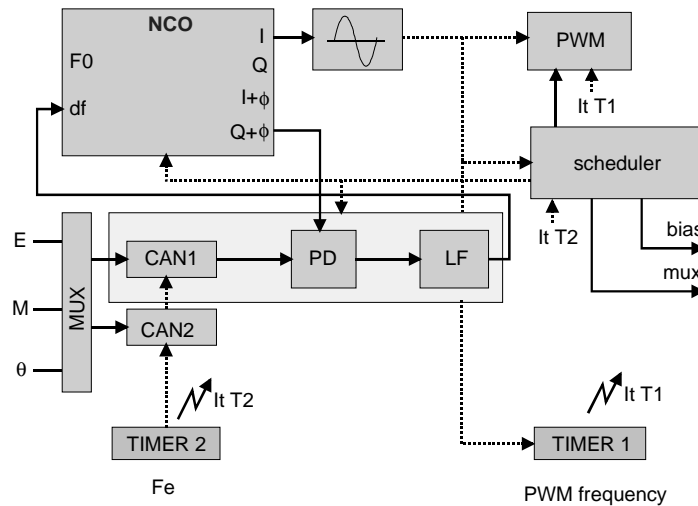 NCO
I
F0
Q
I+ϕ
df
Q+ϕ
PWM
It T1
scheduler
It T2
bias
mux
E
M
θ
MUX
CAN1
PD
LF
CAN2
It T2
It T1
TIMER 2
TIMER 1
Fe
PWM frequency